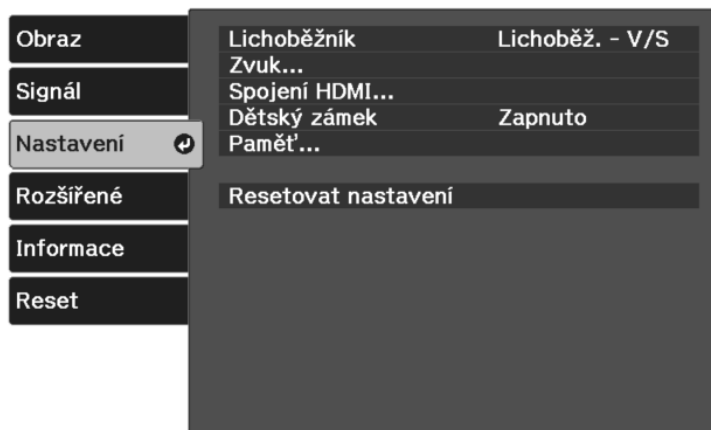 Obraz
Signál
Nastavení
Rozšířené
Informace
Reset
Lichoběžník Lichoběž. - V/S
Zvuk...
Spojení HDMI...
Dětský zámek Zapnuto
Paměť...
Resetovat nastavení